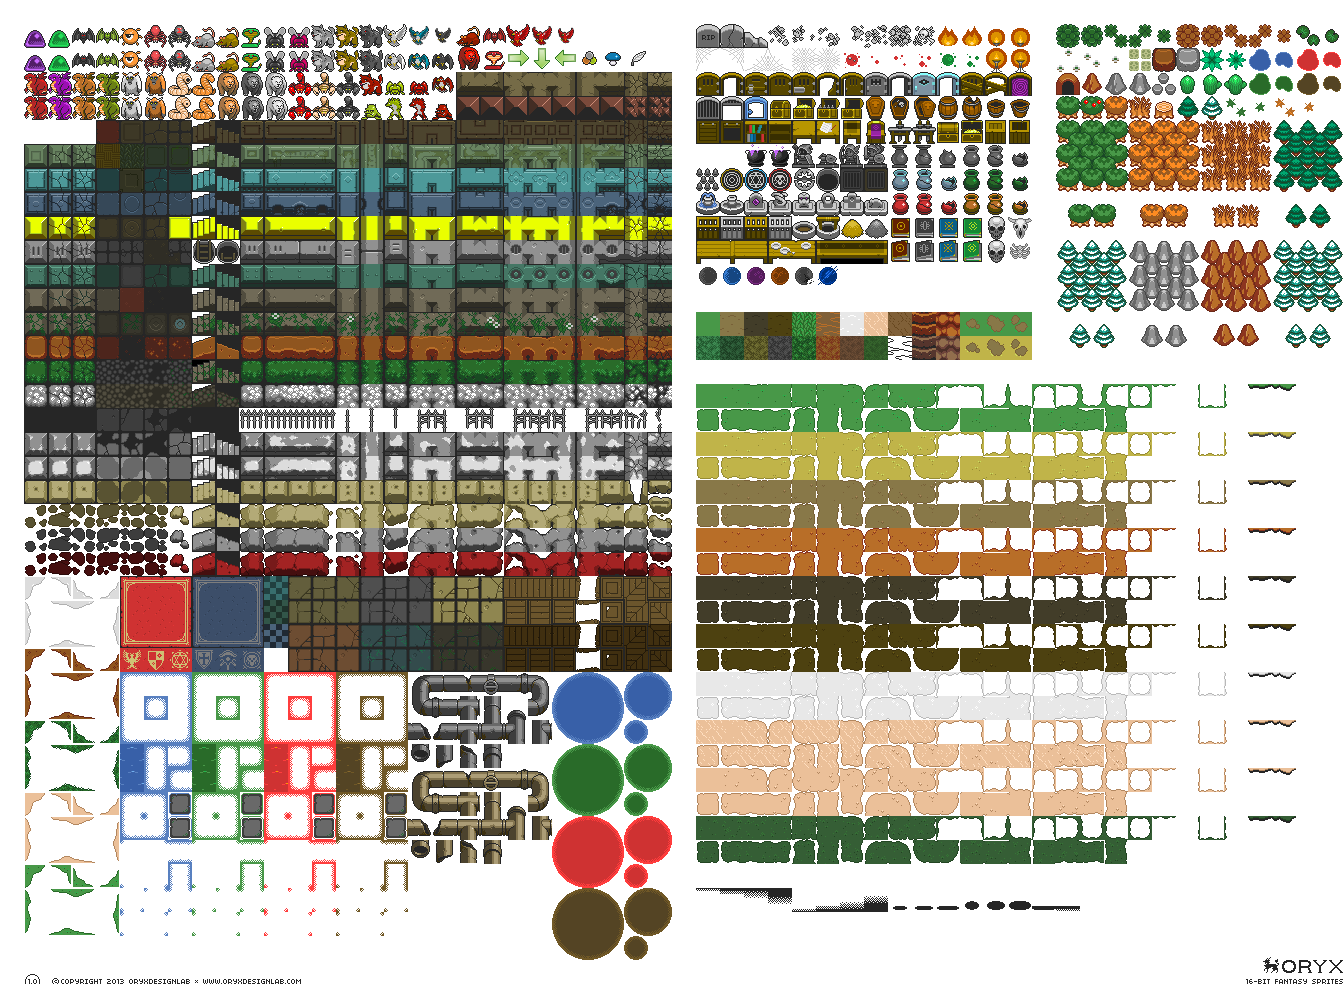 RIP
(1.0) ©COPYRIGHT 2013 ORYXDESIGNLAB × WWW.ORYXDESIGNLAB.COM
ORYX
16-BIT FANTASY SPRITES